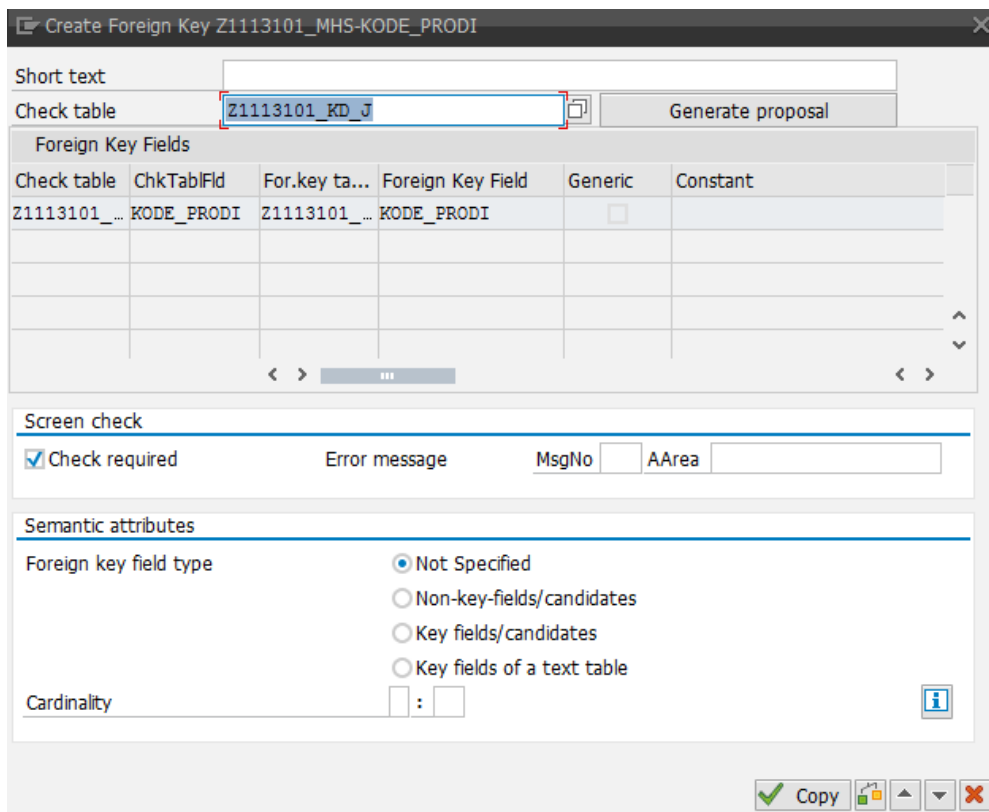 Create Foreign Key Z1113101_MHS-KODE_PRODI
Short text
Check table Z1113101_KD_J Generate proposal
Foreign Key Fields
Check table ChkTablFld For.key ta... Foreign Key Field Generic Constant
Z1113101_… KODE_PRODI Z1113101_… KODE_PRODI
Screen check
Check required Error message MsgNo AArea
Semantic attributes
Foreign key field type Not Specified
Non-key-fields/candidates
Key fields/candidates
Key fields of a text table
Cardinality :
Copy